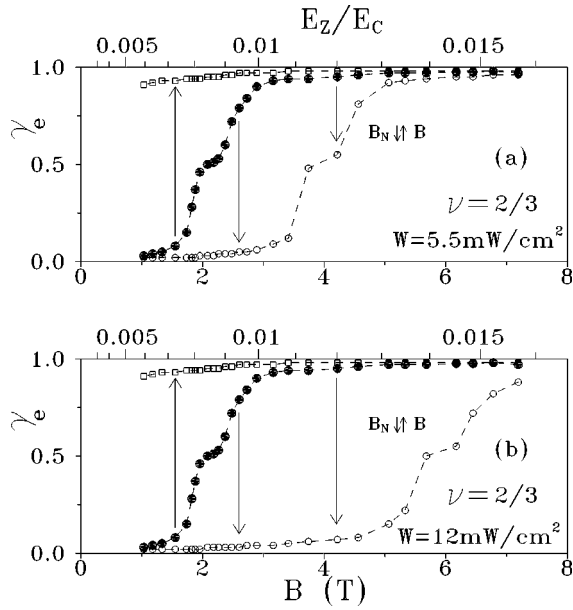 E_Z/E_C
0.005 0.010 0.015
1.0
0.5
0.0
γ_e
B_N ↓⇵ B
(a)
ν=2/3
W=5.5mW/cm²
0 2 4 6 8
0.005 0.010 0.015
1.0
0.5
0.0
γ_e
B_N ↓⇵ B
(b)
ν=2/3
W=12mW/cm²
0 2 4 6 8
B (T)